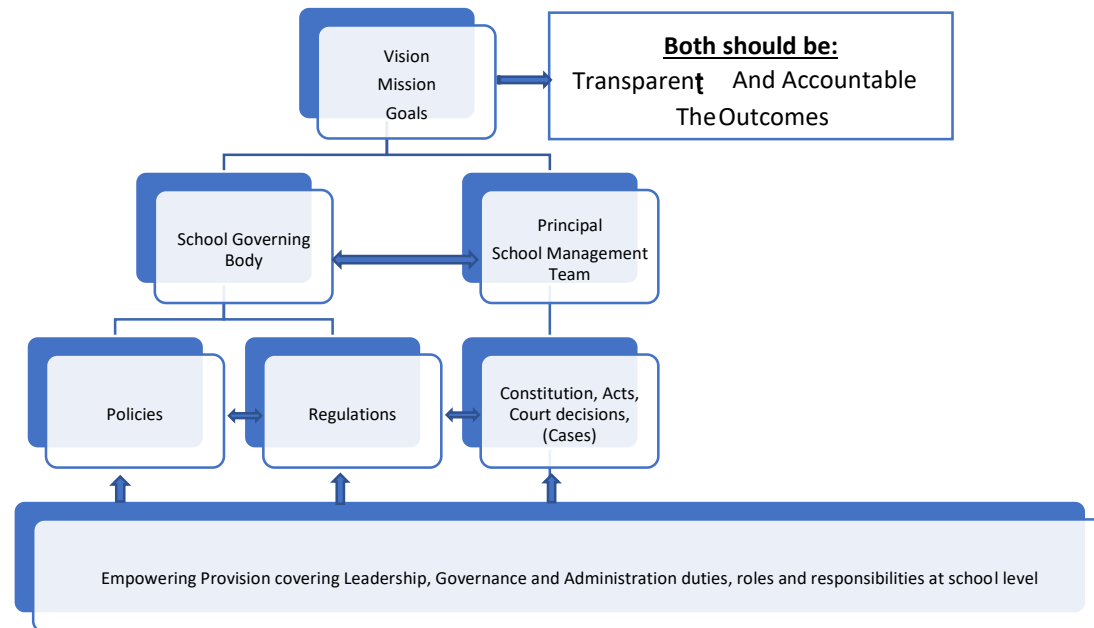 Vision
Mission
Goals
Both should be:
Transparent And Accountable
The Outcomes
School Governing
Body
Principal
School Management
Team
Policies
Regulations
Constitution, Acts,
Court decisions,
(Cases)
Empowering Provision covering Leadership, Governance and Administration duties, roles and responsibilities at school level